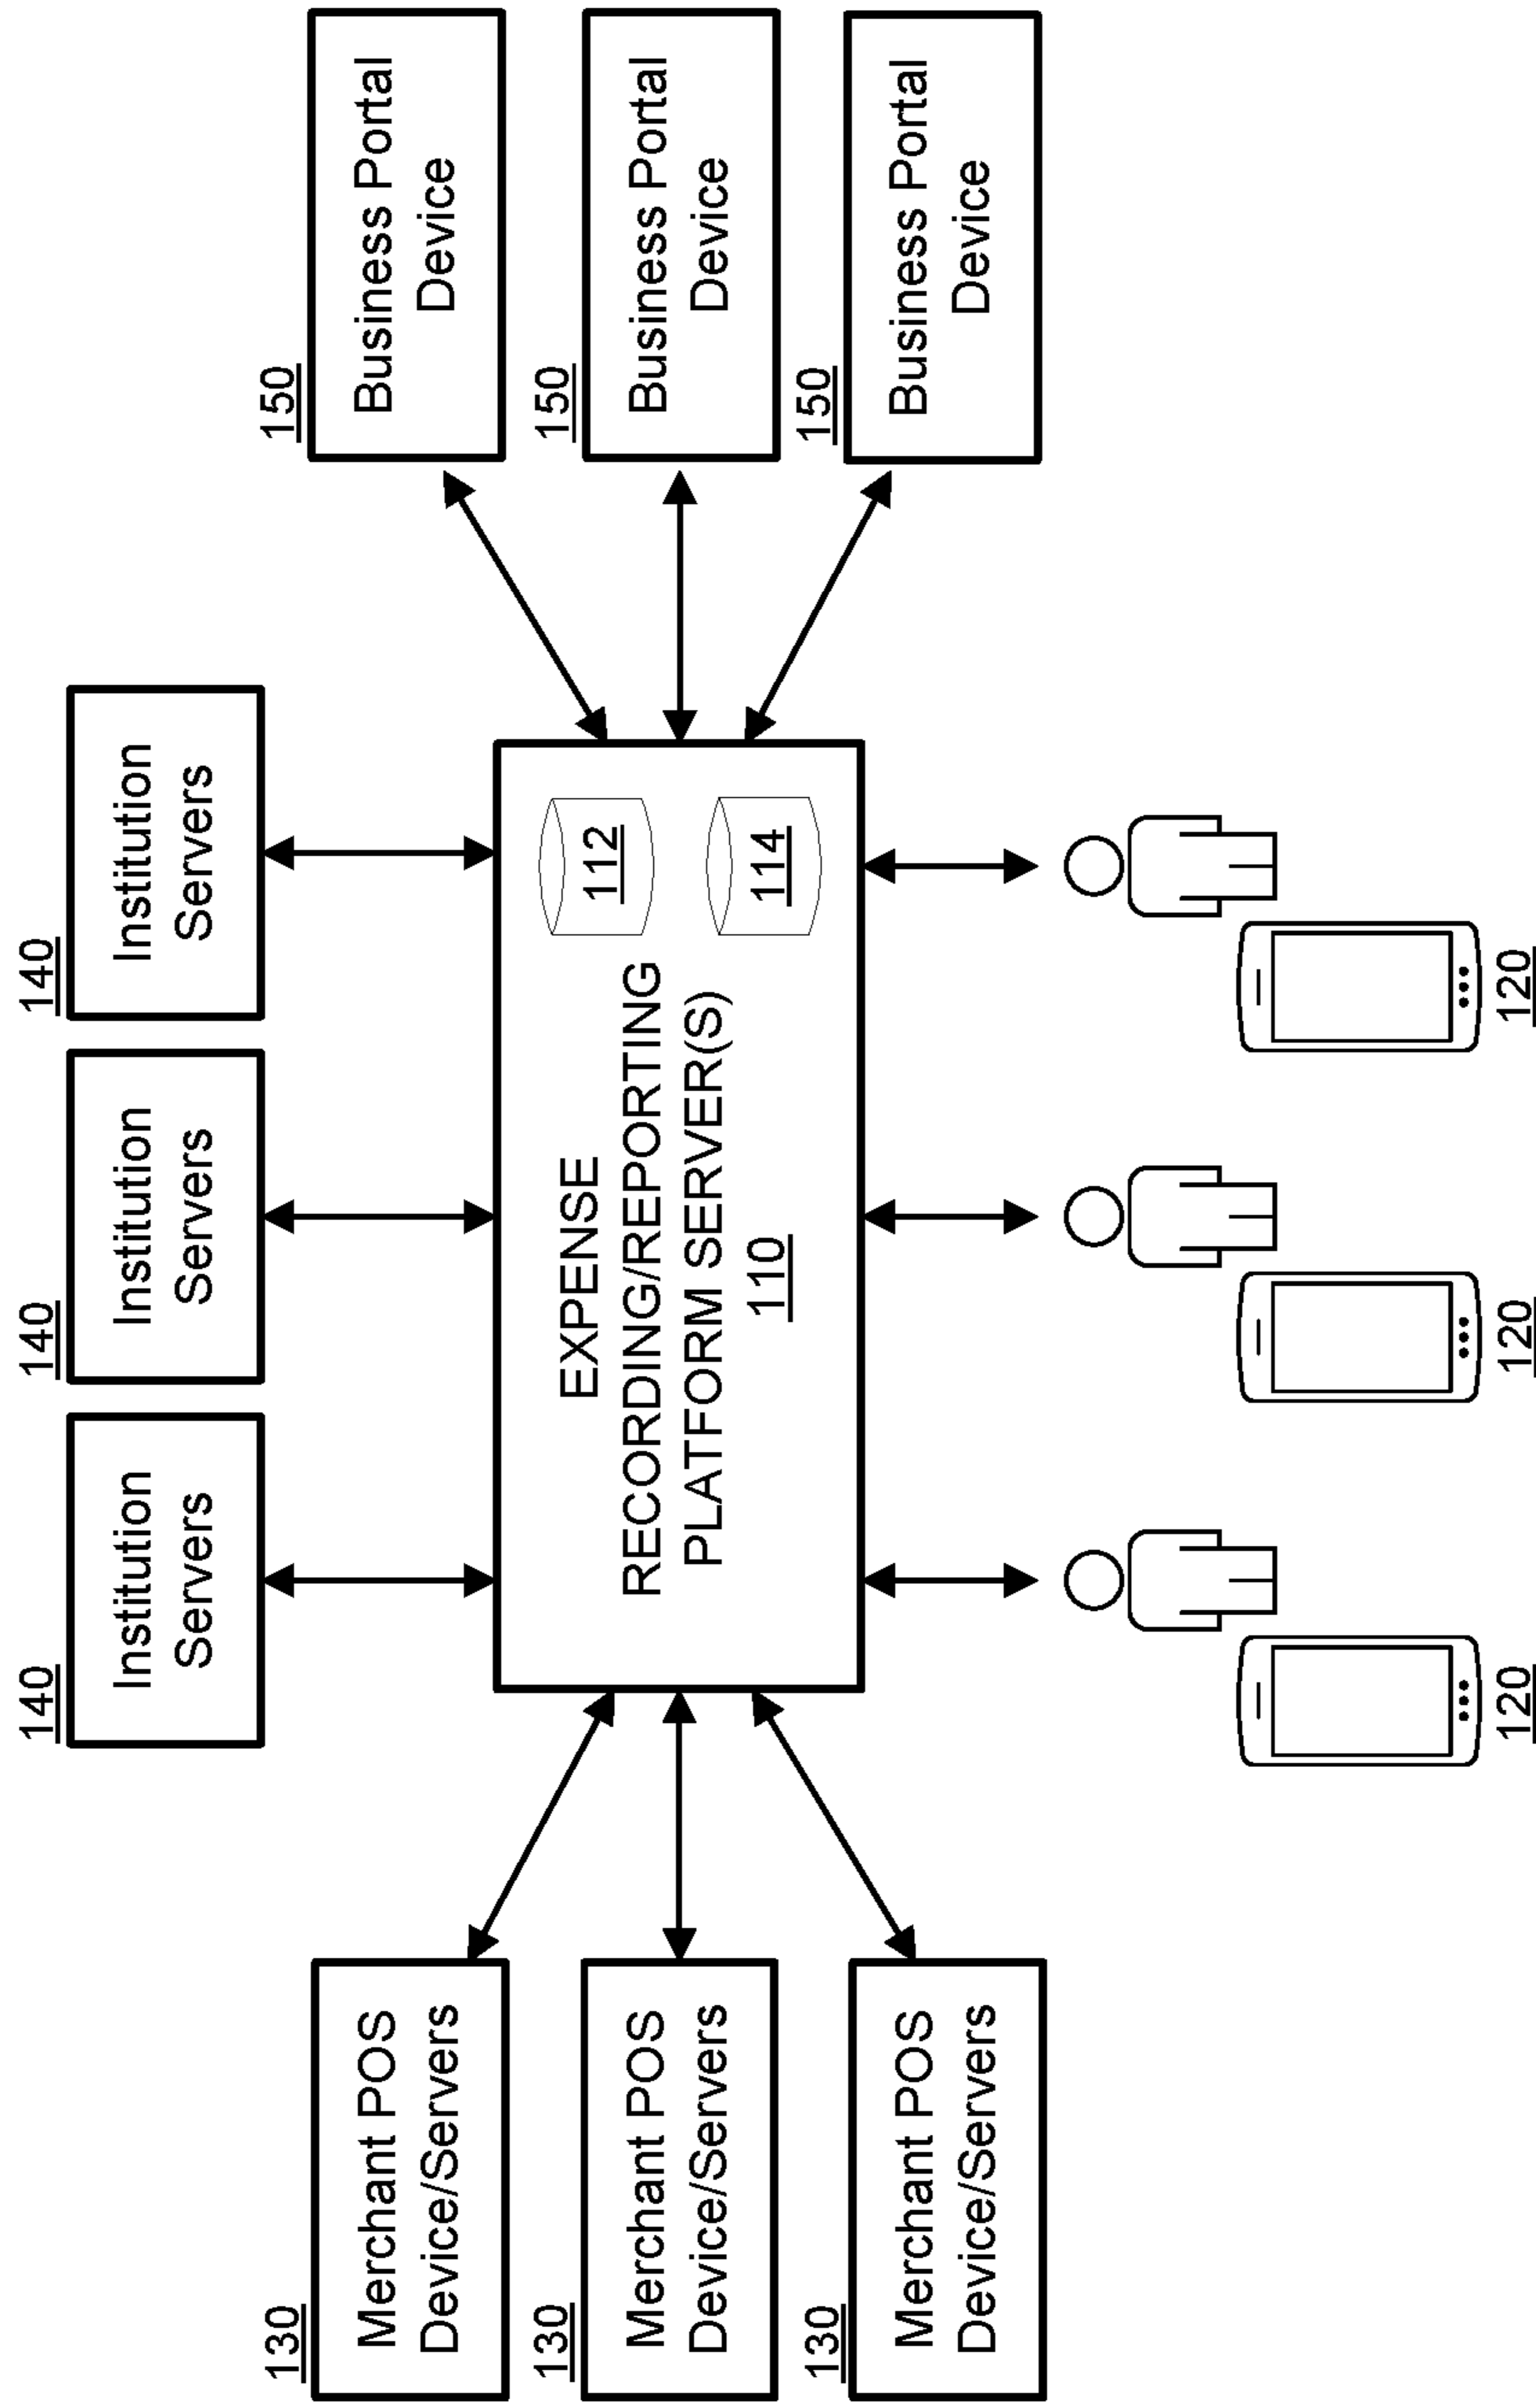 140
Institution
Servers
140
Institution
Servers
140
Institution
Servers
130
Merchant POS
Device/Servers
130
Merchant POS
Device/Servers
130
Merchant POS
Device/Servers
EXPENSE
RECORDING/REPORTING
PLATFORM SERVER(S)
110
112
114
150
Business Portal
Device
150
Business Portal
Device
150
Business Portal
Device
120
120
120